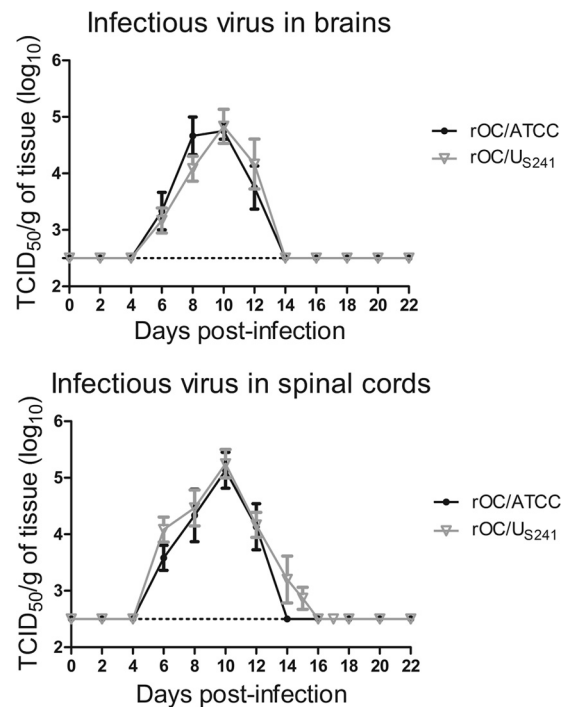 Infectious virus in brains
TCID50/g of tissue (log10)
6
5
4
3
2
0 2 4 6 8 10 12 14 16 18 20 22
Days post-infection
rOC/ATCC
rOC/US241
Infectious virus in spinal cords
TCID50/g of tissue (log10)
6
5
4
3
2
0 2 4 6 8 10 12 14 16 18 20 22
Days post-infection
rOC/ATCC
rOC/US241